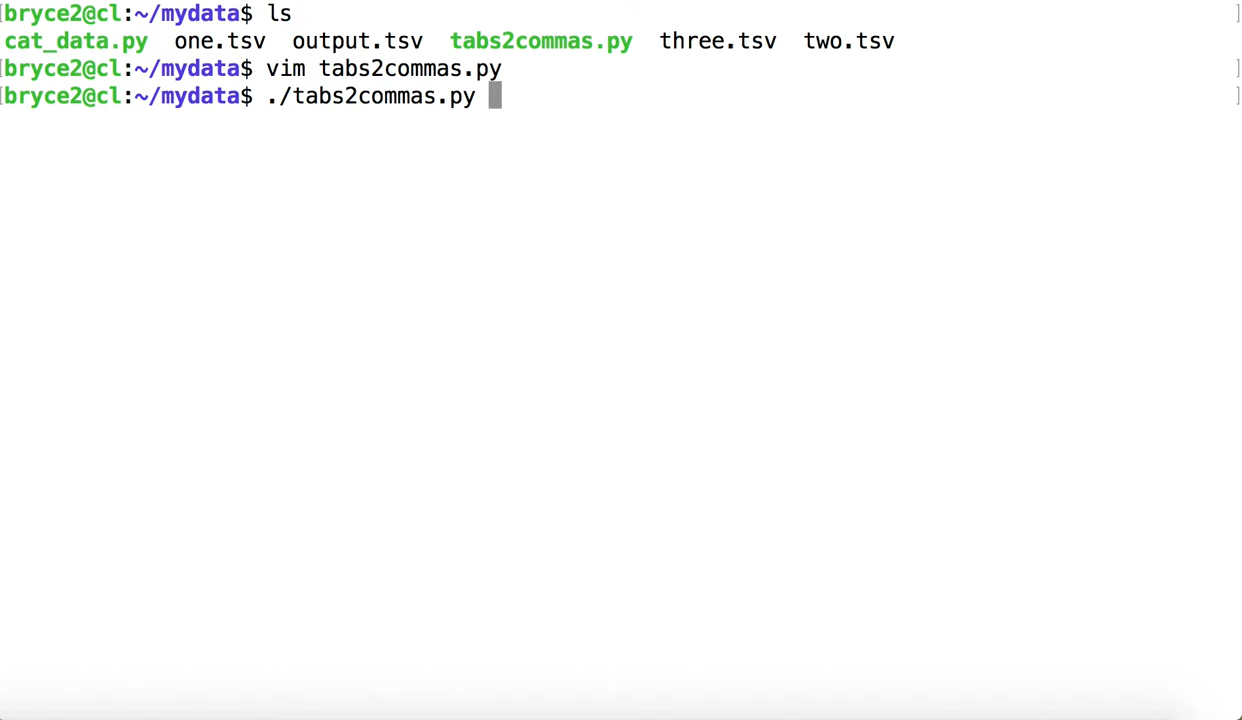 [bryce2@cl:~/mydata$ ls ]
cat_data.py one.tsv output.tsv tabs2commas.py three.tsv two.tsv
[bryce2@cl:~/mydata$ vim tabs2commas.py ]
[bryce2@cl:~/mydata$ ./tabs2commas.py ]